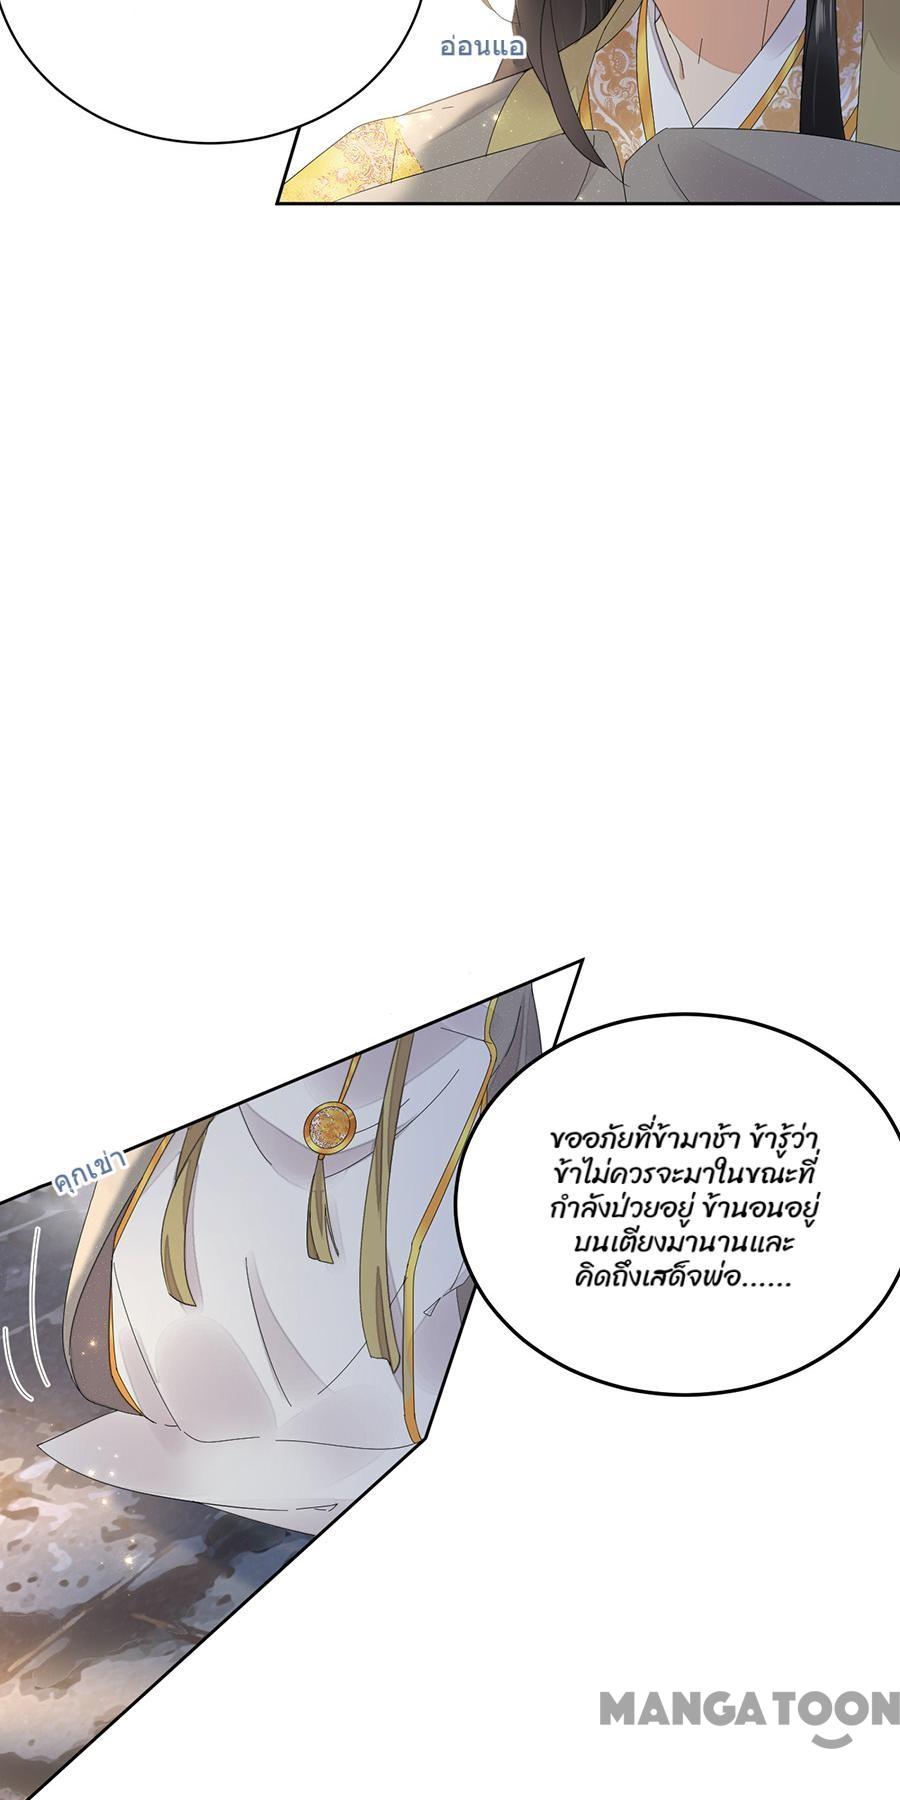 อ่อนแอ
คุกเข่า
ขออภัยที่ข้ามาช้า ข้ารู้ว่า
ข้าไม่ควรจะมาในขณะที่
กำลังป่วยอยู่ ข้านอนอยู่
บนเตียงมานานและ
คิดถึงเสด็จพ่อ......
MANGATOON